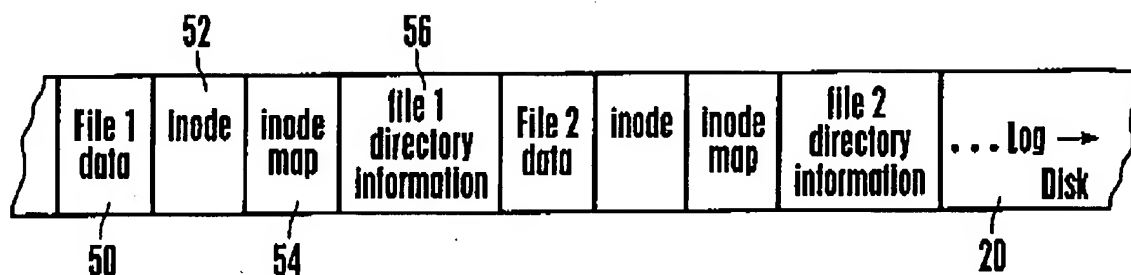 52
56
File 1
data
Inode
inode
map
file 1
directory
information
File 2
data
inode
inode
map
file 2
directory
information
...Log →
Disk
50
54
20